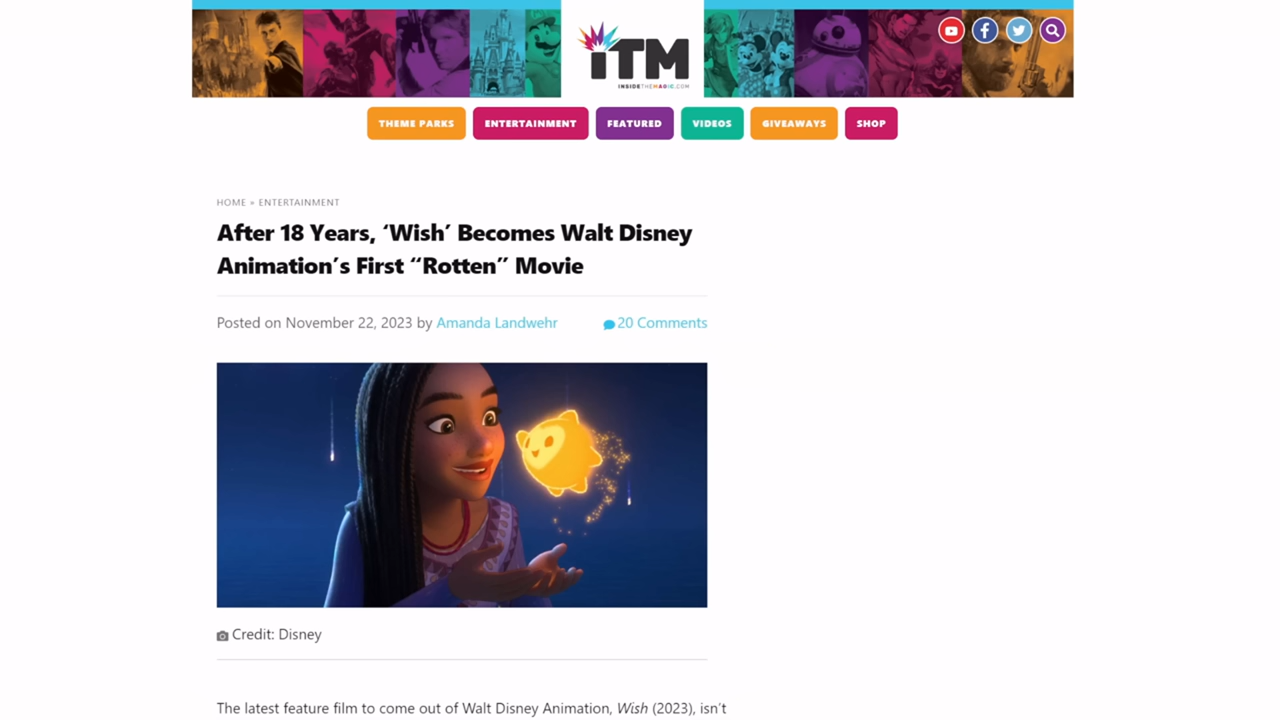 iTM
INSIDETHEMAGIC.COM
THEME PARKS
ENTERTAINMENT
FEATURED
VIDEOS
GIVEAWAYS
SHOP
HOME » ENTERTAINMENT
After 18 Years, ‘Wish’ Becomes Walt Disney
Animation’s First “Rotten” Movie
Posted on November 22, 2023 by Amanda Landwehr
20 Comments
Credit: Disney
The latest feature film to come out of Walt Disney Animation, Wish (2023), isn’t